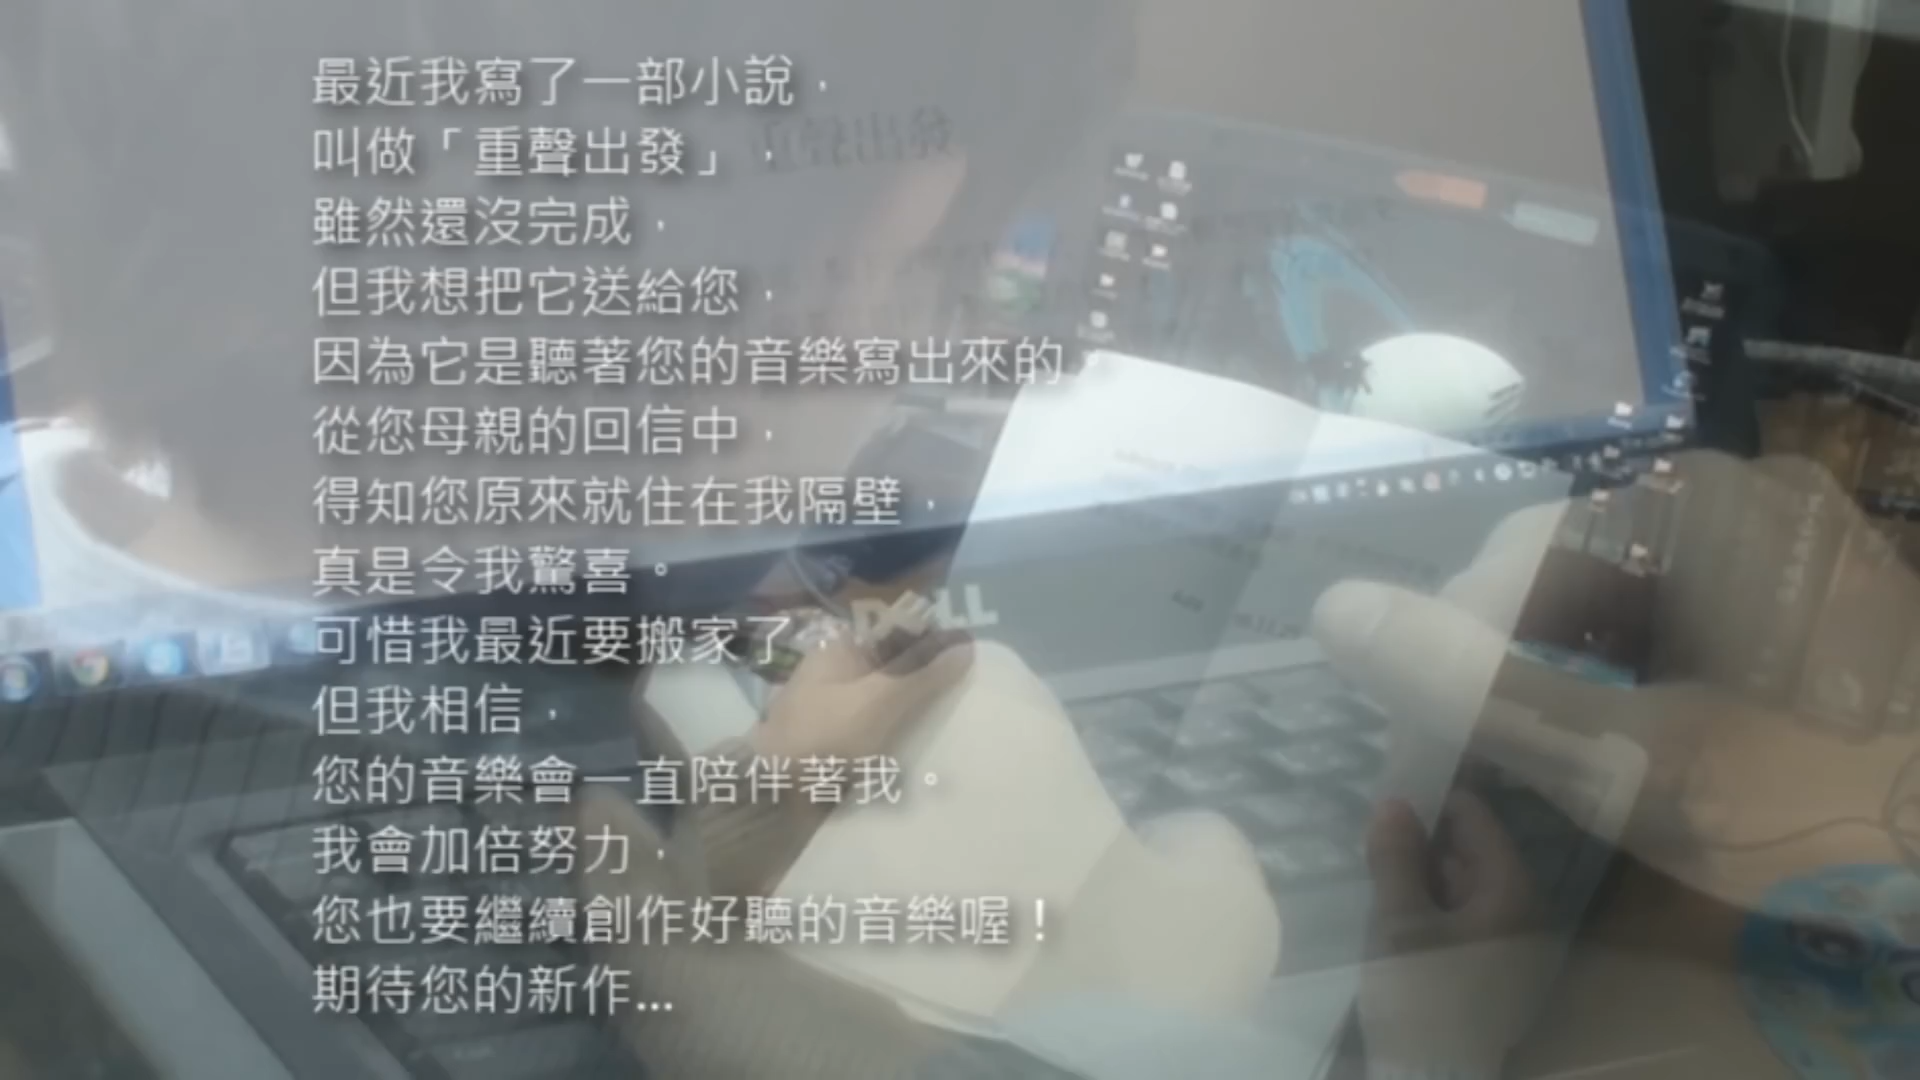 最近我寫了一部小說，
叫做「重聲出發」，
雖然還沒完成，
但我想把它送給您，
因為它是聽著您的音樂寫出來的。
從您母親的回信中，
得知您原來就住在我隔壁，
真是令我驚喜。
可惜我最近要搬家了，
但我相信，
您的音樂會一直陪伴著我。
我會加倍努力，
您也要繼續創作好聽的音樂喔！
期待您的新作...
重聲出發
DELL